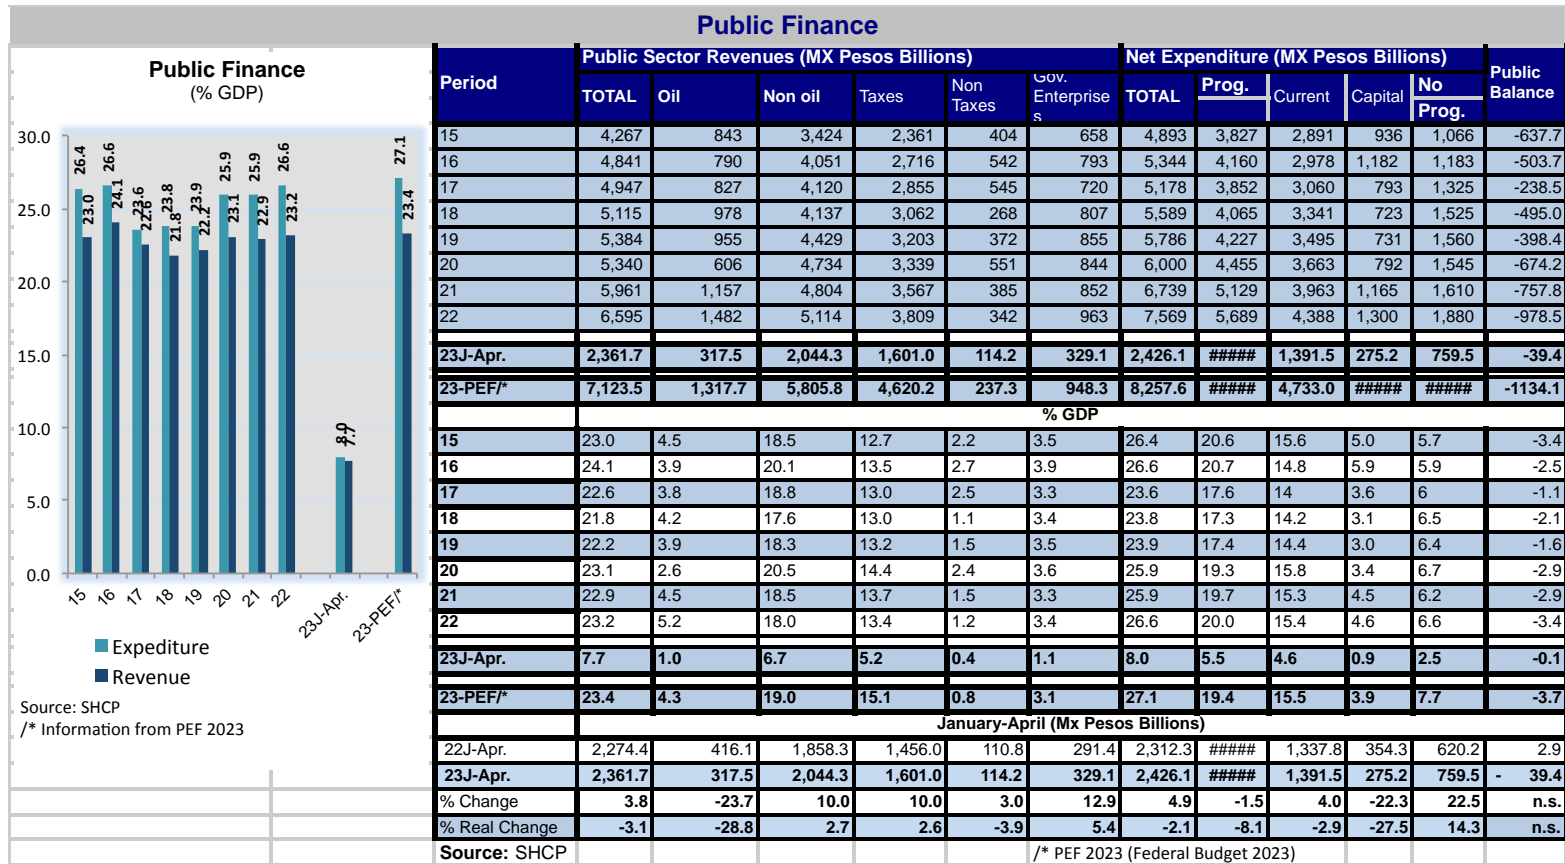 Public Finance
Public Finance
(% GDP)
30.0
25.0
20.0
15.0
10.0
5.0
0.0
26.4 26.6 23.6 23.8 23.9 25.9 25.9 26.6 8.0 27.1
23.0 24.1 22.6 21.8 22.2 23.1 22.9 23.2 7.7 23.4
15 16 17 18 19 20 21 22 23J-Apr. 23-PEF/*
Expediture
Revenue
Source: SHCP
/* Information from PEF 2023
Period Public Sector Revenues (MX Pesos Billions) Net Expenditure (MX Pesos Billions) Public Balance
TOTAL Oil Non oil Taxes Non Taxes Gov. Enterprises TOTAL Prog. Current Capital No Prog.
15 4,267 843 3,424 2,361 404 658 4,893 3,827 2,891 936 1,066 -637.7
16 4,841 790 4,051 2,716 542 793 5,344 4,160 2,978 1,182 1,183 -503.7
17 4,947 827 4,120 2,855 545 720 5,178 3,852 3,060 793 1,325 -238.5
18 5,115 978 4,137 3,062 268 807 5,589 4,065 3,341 723 1,525 -495.0
19 5,384 955 4,429 3,203 372 855 5,786 4,227 3,495 731 1,560 -398.4
20 5,340 606 4,734 3,339 551 844 6,000 4,455 3,663 792 1,545 -674.2
21 5,961 1,157 4,804 3,567 385 852 6,739 5,129 3,963 1,165 1,610 -757.8
22 6,595 1,482 5,114 3,809 342 963 7,569 5,689 4,388 1,300 1,880 -978.5
23J-Apr. 2,361.7 317.5 2,044.3 1,601.0 114.2 329.1 2,426.1 ##### 1,391.5 275.2 759.5 -39.4
23-PEF/* 7,123.5 1,317.7 5,805.8 4,620.2 237.3 948.3 8,257.6 ##### 4,733.0 ##### ##### -1134.1
% GDP
15 23.0 4.5 18.5 12.7 2.2 3.5 26.4 20.6 15.6 5.0 5.7 -3.4
16 24.1 3.9 20.1 13.5 2.7 3.9 26.6 20.7 14.8 5.9 5.9 -2.5
17 22.6 3.8 18.8 13.0 2.5 3.3 23.6 17.6 14 3.6 6 -1.1
18 21.8 4.2 17.6 13.0 1.1 3.4 23.8 17.3 14.2 3.1 6.5 -2.1
19 22.2 3.9 18.3 13.2 1.5 3.5 23.9 17.4 14.4 3.0 6.4 -1.6
20 23.1 2.6 20.5 14.4 2.4 3.6 25.9 19.3 15.8 3.4 6.7 -2.9
21 22.9 4.5 18.5 13.7 1.5 3.3 25.9 19.7 15.3 4.5 6.2 -2.9
22 23.2 5.2 18.0 13.4 1.2 3.4 26.6 20.0 15.4 4.6 6.6 -3.4
23J-Apr. 7.7 1.0 6.7 5.2 0.4 1.1 8.0 5.5 4.6 0.9 2.5 -0.1
23-PEF/* 23.4 4.3 19.0 15.1 0.8 3.1 27.1 19.4 15.5 3.9 7.7 -3.7
January-April (Mx Pesos Billions)
22J-Apr. 2,274.4 416.1 1,858.3 1,456.0 110.8 291.4 2,312.3 ##### 1,337.8 354.3 620.2 2.9
23J-Apr. 2,361.7 317.5 2,044.3 1,601.0 114.2 329.1 2,426.1 ##### 1,391.5 275.2 759.5 - 39.4
% Change 3.8 -23.7 10.0 10.0 3.0 12.9 4.9 -1.5 4.0 -22.3 22.5 n.s.
% Real Change -3.1 -28.8 2.7 2.6 -3.9 5.4 -2.1 -8.1 -2.9 -27.5 14.3 n.s.
Source: SHCP /* PEF 2023 (Federal Budget 2023)